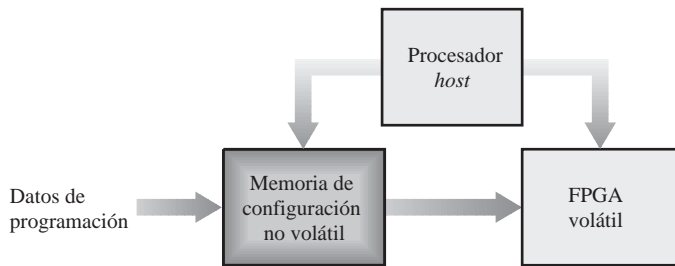 Procesador
host
Datos de
programación
Memoria de
configuración
no volátil
FPGA
volátil